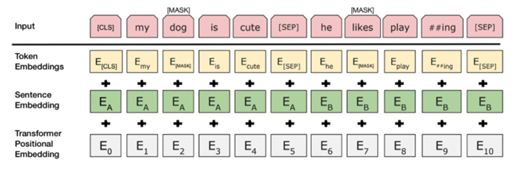 [MASK] [MASK]
Input [CLS] my dog is cute [SEP] he likes play ##ing [SEP]
Token
Embeddings
E[CLS] Emy E[MASK] Eis Ecute E[SEP] Ehe E[MASK] Eplay E##ing E[SEP]
+ + + + + + + + + + +
Sentence
Embedding
EA EA EA EA EA EA EB EB EB EB EB
+ + + + + + + + + + +
Transformer
Positional
Embedding
E0 E1 E2 E3 E4 E5 E6 E7 E8 E9 E10